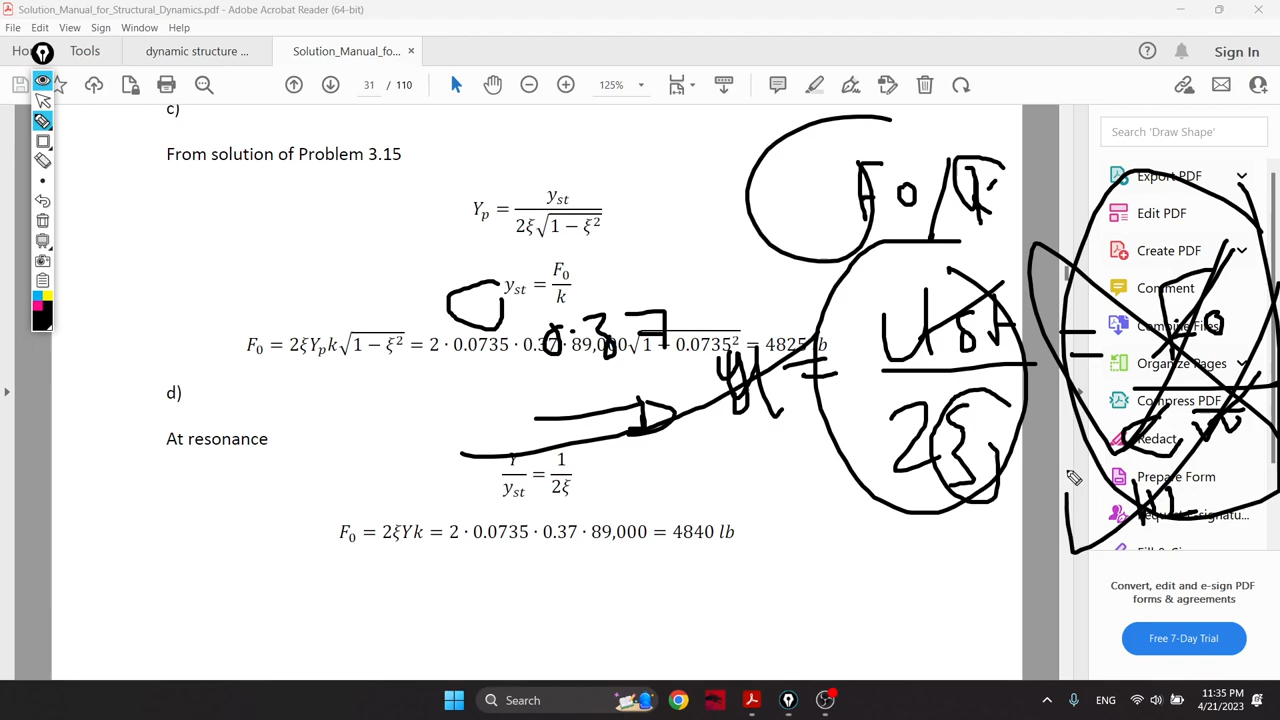 Solution_Manual_for_Structural_Dynamics.pdf - Adobe Acrobat Reader (64-bit)
File Edit View Sign Window Help
Tools dynamic structure ... Solution_Manual_fo... × Sign In
31 / 110 125%
c)
From solution of Problem 3.15
Y_p = y_st / 2ξ√1 − ξ²
y_st = F_0 / k
F_0 = 2ξY_p k√1 − ξ² = 2 · 0.0735 · 0.37 · 89,000√1 − 0.0735² = 4825 lb
d)
At resonance
Y / y_st = 1 / 2ξ
F_0 = 2ξYk = 2 · 0.0735 · 0.37 · 89,000 = 4840 lb
0.37
Fo/K
=
yst
Search 'Draw Shape'
Export PDF
Edit PDF
Create PDF
Comment
Combine Files
Organize Pages
Compress PDF
Redact
Prepare Form
Convert, edit and e-sign PDF
forms & agreements
Free 7-Day Trial
Search
ENG
11:35 PM
4/21/2023